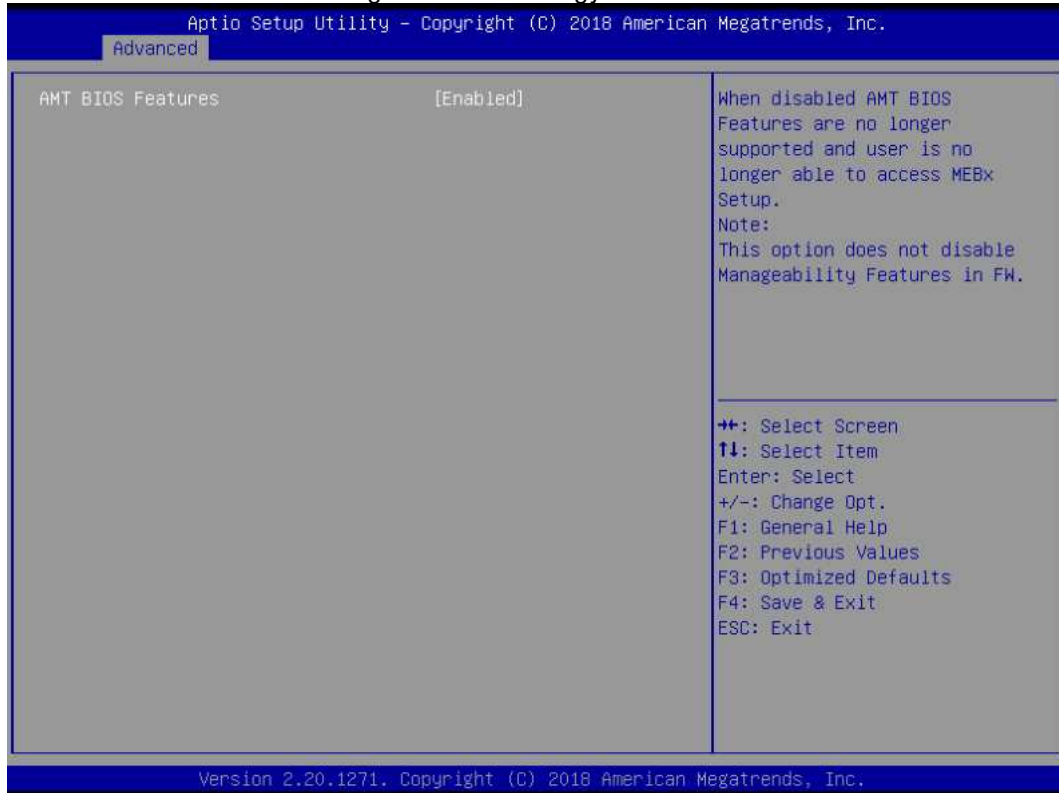 Aptio Setup Utility – Copyright (C) 2018 American Megatrends, Inc.
Advanced
AMT BIOS Features [Enabled]
When disabled AMT BIOS
Features are no longer
supported and user is no
longer able to access MEBx
Setup.
Note:
This option does not disable
Manageability Features in FW.
→←: Select Screen
↑↓: Select Item
Enter: Select
+/-: Change Opt.
F1: General Help
F2: Previous Values
F3: Optimized Defaults
F4: Save & Exit
ESC: Exit
Version 2.20.1271. Copyright (C) 2018 American Megatrends, Inc.